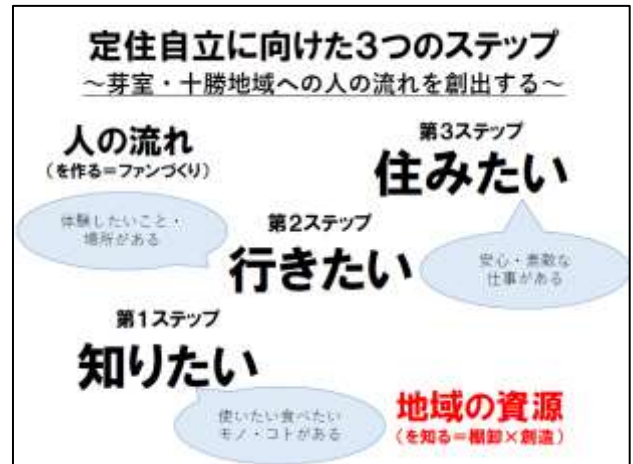 定住自立に向けた3つのステップ
~芽室・十勝地域への人の流れを創出する~
人の流れ
(を作る=ファンづくり)
第3ステップ
住みたい
体験したいこと・
場所がある
第2ステップ
行きたい
安心・素敵な
仕事がある
第1ステップ
知りたい
使いたい食べたい
モノ・コトがある
地域の資源
(を知る=棚卸×創造)